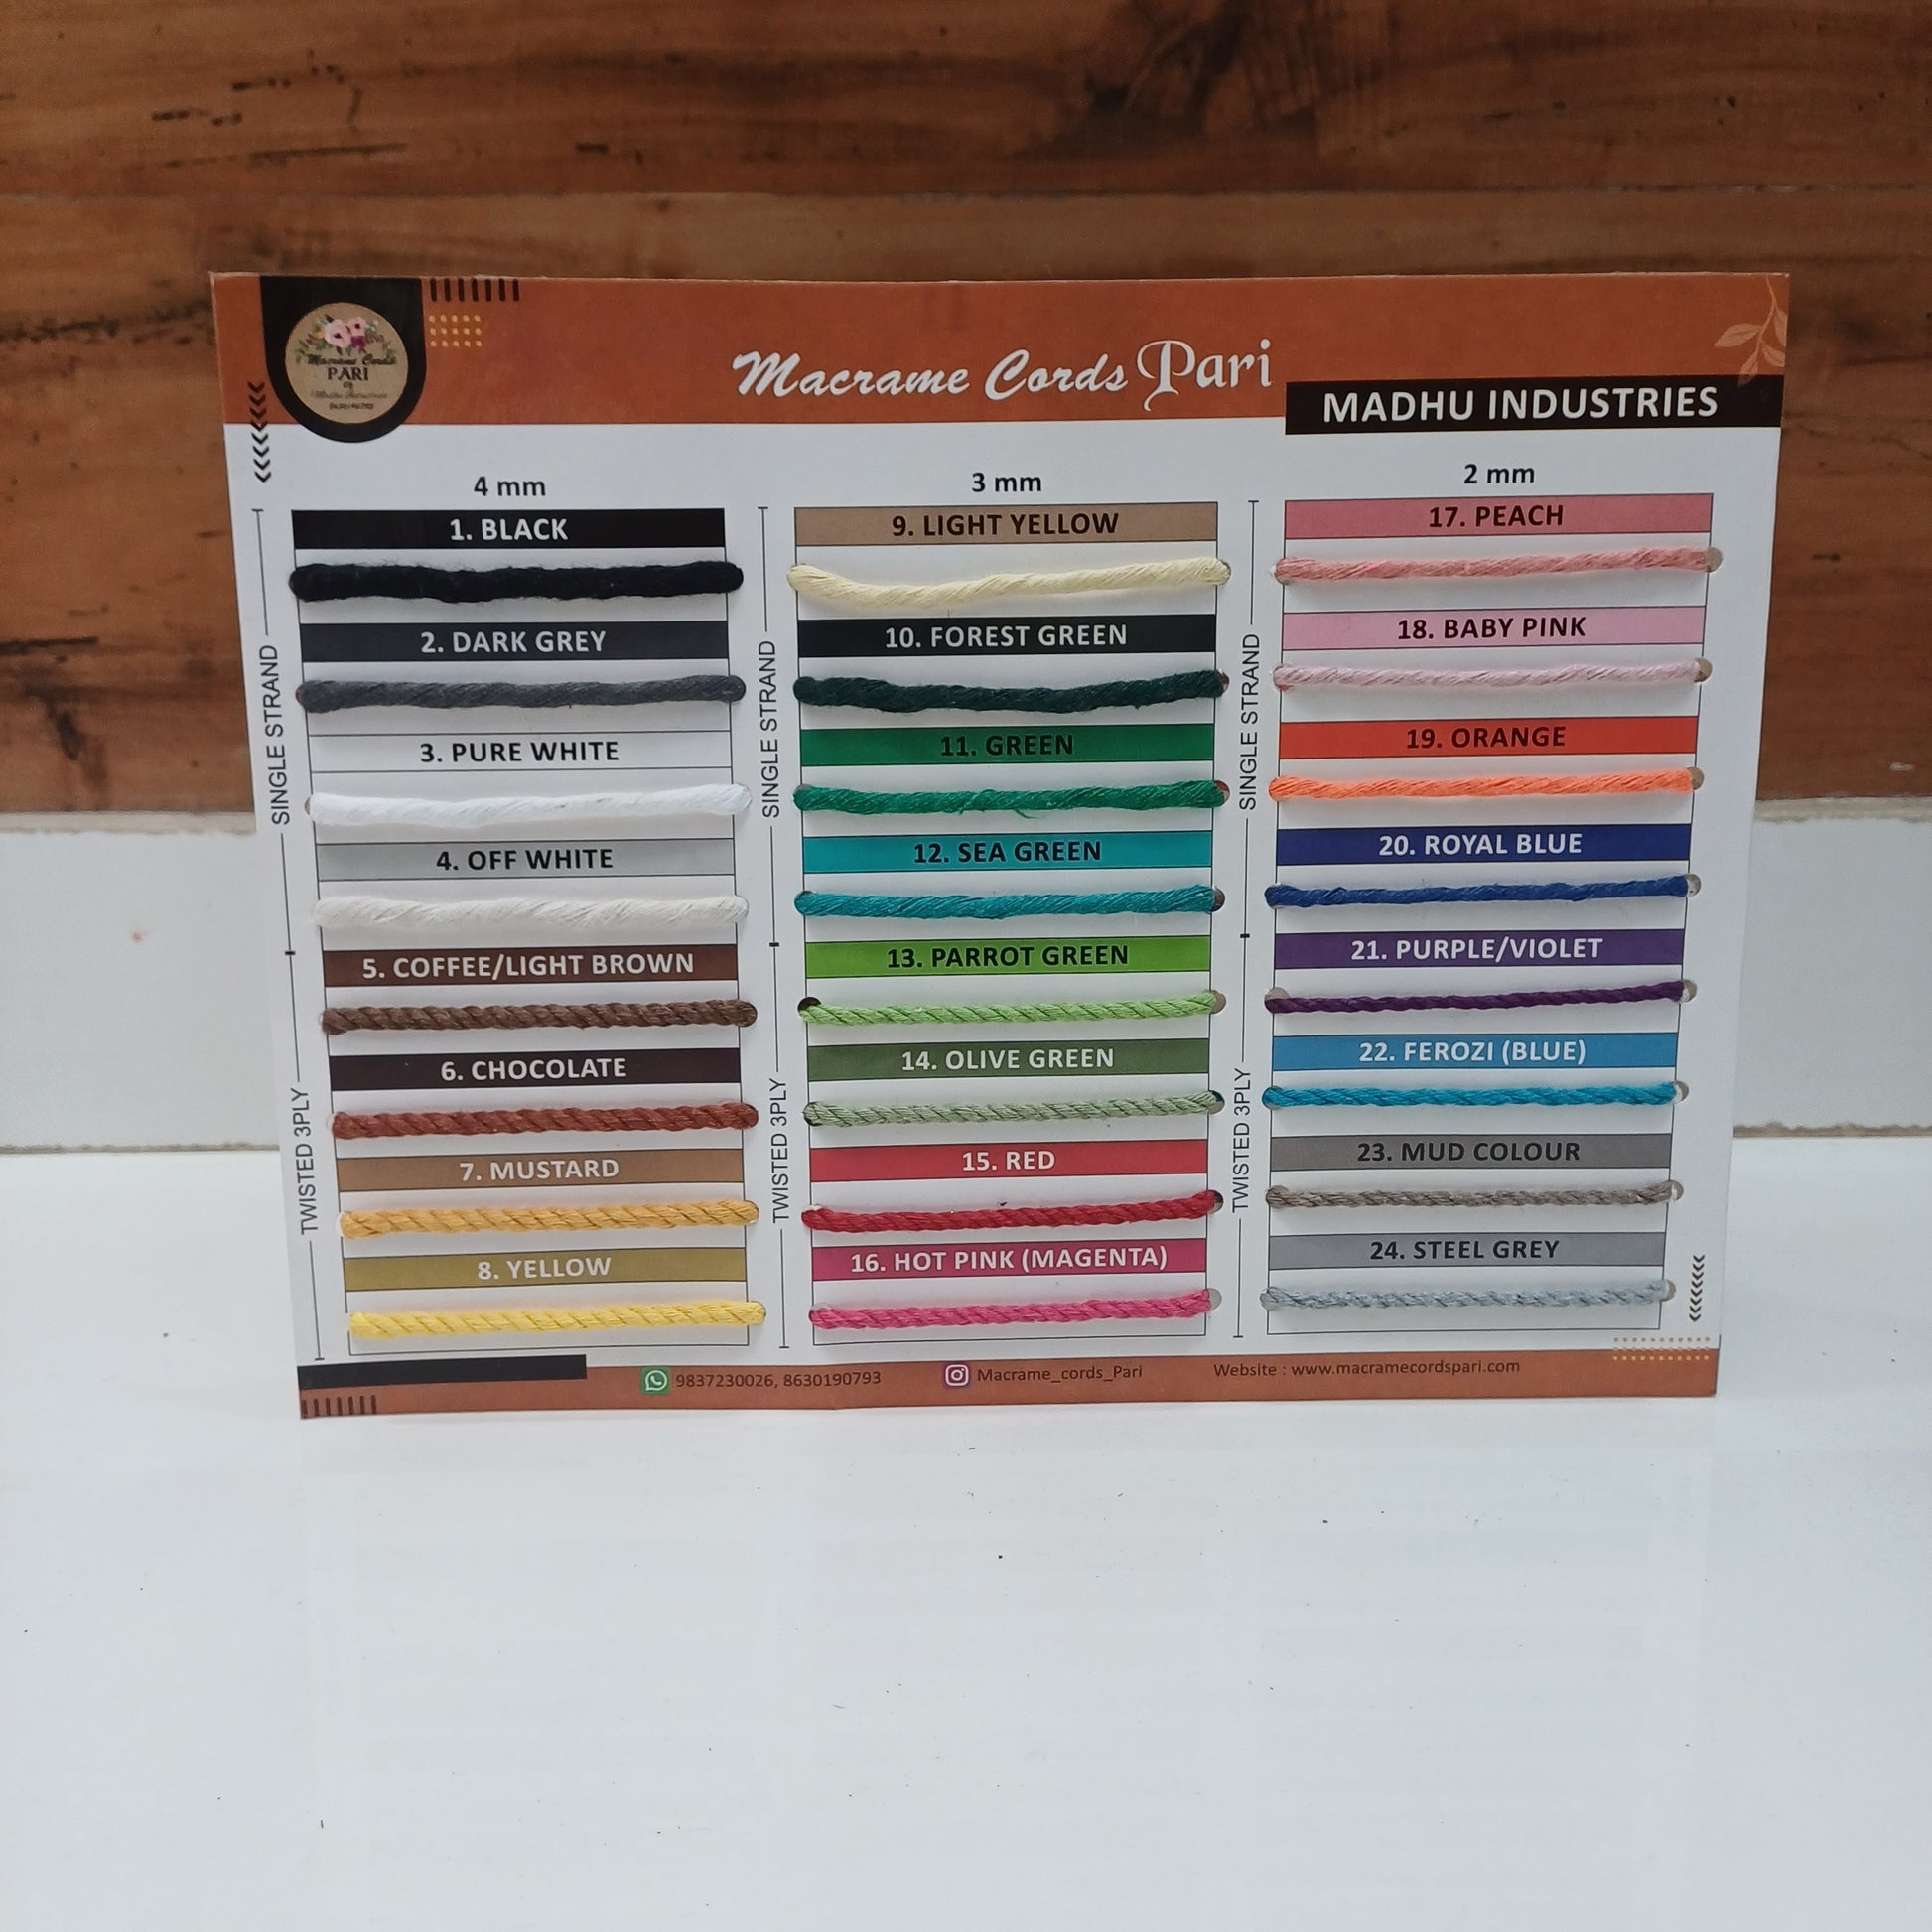 Macrame Cords
PARI
Macrame Cords Pari
MADHU INDUSTRIES
4 mm
SINGLE STRAND
1. BLACK
2. DARK GREY
3. PURE WHITE
4. OFF WHITE
TWISTED 3PLY
5. COFFEE/LIGHT BROWN
6. CHOCOLATE
7. MUSTARD
8. YELLOW
3 mm
SINGLE STRAND
9. LIGHT YELLOW
10. FOREST GREEN
11. GREEN
12. SEA GREEN
TWISTED 3PLY
13. PARROT GREEN
14. OLIVE GREEN
15. RED
16. HOT PINK (MAGENTA)
2 mm
SINGLE STRAND
17. PEACH
18. BABY PINK
19. ORANGE
20. ROYAL BLUE
TWISTED 3PLY
21. PURPLE/VIOLET
22. FEROZI (BLUE)
23. MUD COLOUR
24. STEEL GREY
9837230026, 8630190793
Macrame_cords_Pari
Website : www.macramecordspari.com